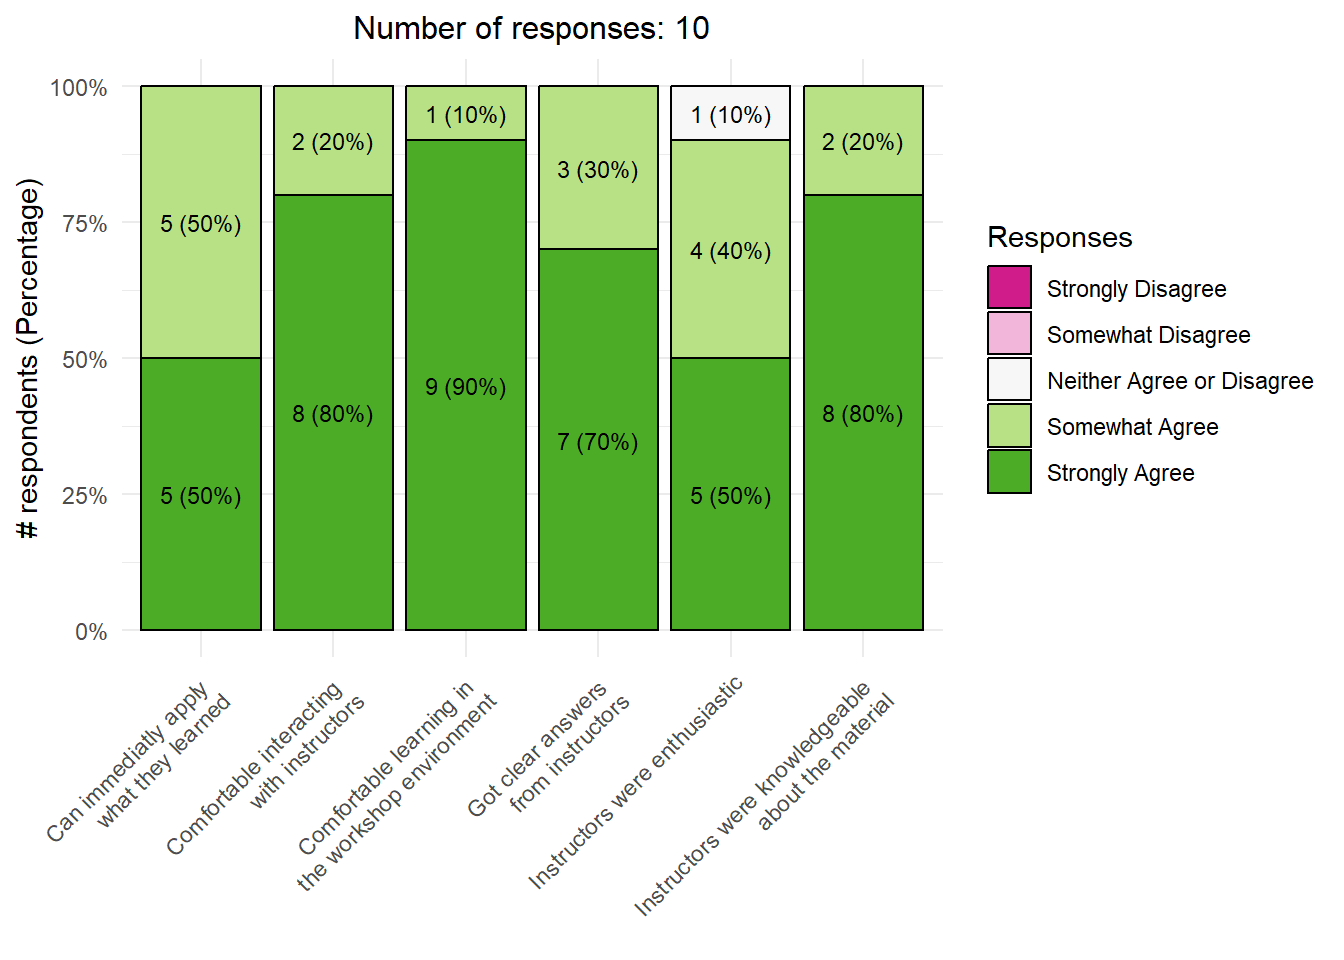 Number of responses: 10
# respondents (Percentage)
100%
75%
50%
25%
0%
5 (50%)
5 (50%)
2 (20%)
8 (80%)
1 (10%)
9 (90%)
3 (30%)
7 (70%)
1 (10%)
4 (40%)
5 (50%)
2 (20%)
8 (80%)
Can immediatly apply
what they learned
Comfortable interacting
with instructors
Comfortable learning in
the workshop environment
Got clear answers
from instructors
Instructors were enthusiastic
Instructors were knowledgeable
about the material
Responses
Strongly Disagree
Somewhat Disagree
Neither Agree or Disagree
Somewhat Agree
Strongly Agree